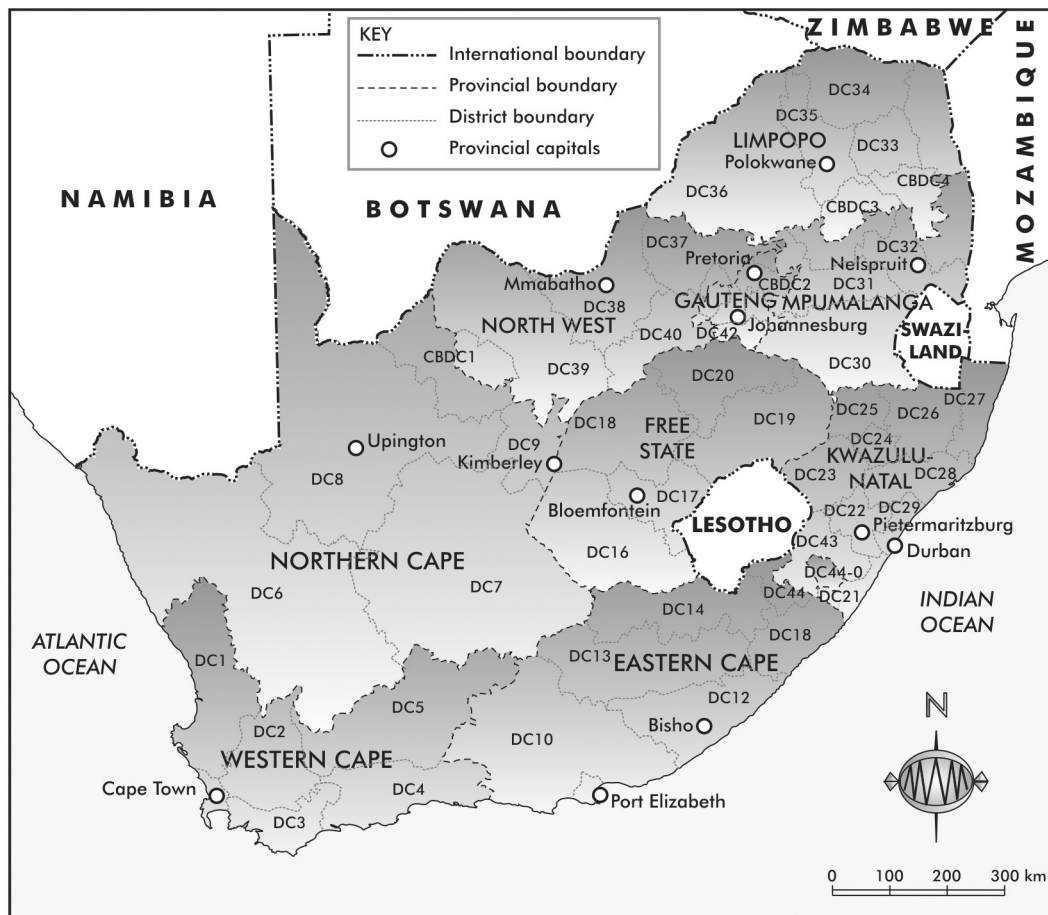 KEY
International boundary
Provincial boundary
District boundary
Provincial capitals
ZIMBABWE
MOZAMBIQUE
NAMIBIA
BOTSWANA
DC34
DC35
LIMPOPO
DC33
Polokwane
DC36
CBDC4
CBDC3
DC37
DC32
Pretoria
Nelspruit
Mmabatho
CBDC2
DC31
DC38
GAUTENG
MPUMALANGA
NORTH WEST
Johannesburg
DC40
DC42
SWAZI-
LAND
CBDC1
DC39
DC30
DC20
DC27
DC18
DC19
DC25
DC26
FREE
STATE
DC24
Upington
DC9
KWAZULU-
NATAL
Kimberley
DC8
DC23
DC28
DC17
Bloemfontein
DC22
DC29
LESOTHO
Pietermaritzburg
DC43
Durban
DC16
NORTHERN CAPE
DC44-0
DC6
DC7
DC44
DC21
DC14
INDIAN
OCEAN
DC18
ATLANTIC
OCEAN
DC1
DC13
EASTERN CAPE
DC12
DC5
DC2
Bisho
DC10
WESTERN CAPE
Cape Town
DC4
Port Elizabeth
DC3
N
0 100 200 300 km